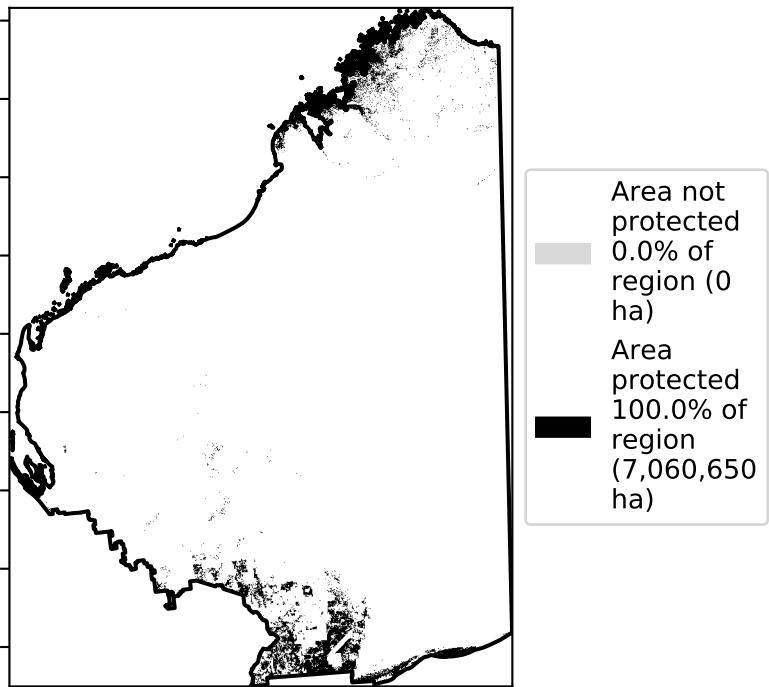 Area not
protected
0.0% of
region (0
ha)
Area
protected
100.0% of
region
(7,060,650
ha)